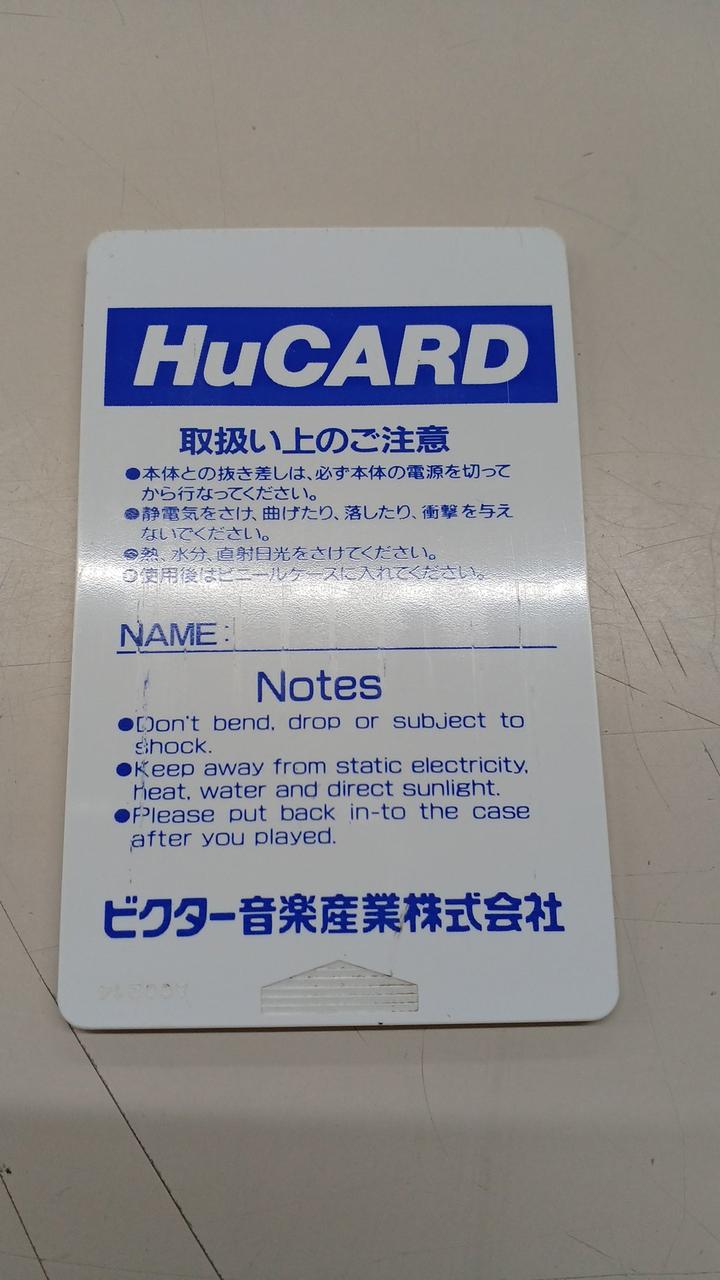 HuCARD
取扱い上のご注意
●本体との抜き差しは、必ず本体の電源を切って
から行なってください。
●静電気をさけ、曲げたり、落したり、衝撃を与え
ないでください。
●熱、水分、直射日光をさけてください。
●使用後はビニールケースに入れてください。
NAME:
Notes
●Don't bend, drop or subject to
shock.
●Keep away from static electricity,
heat, water and direct sunlight.
●Please put back in-to the case
after you played.
ビクター音楽産業株式会社